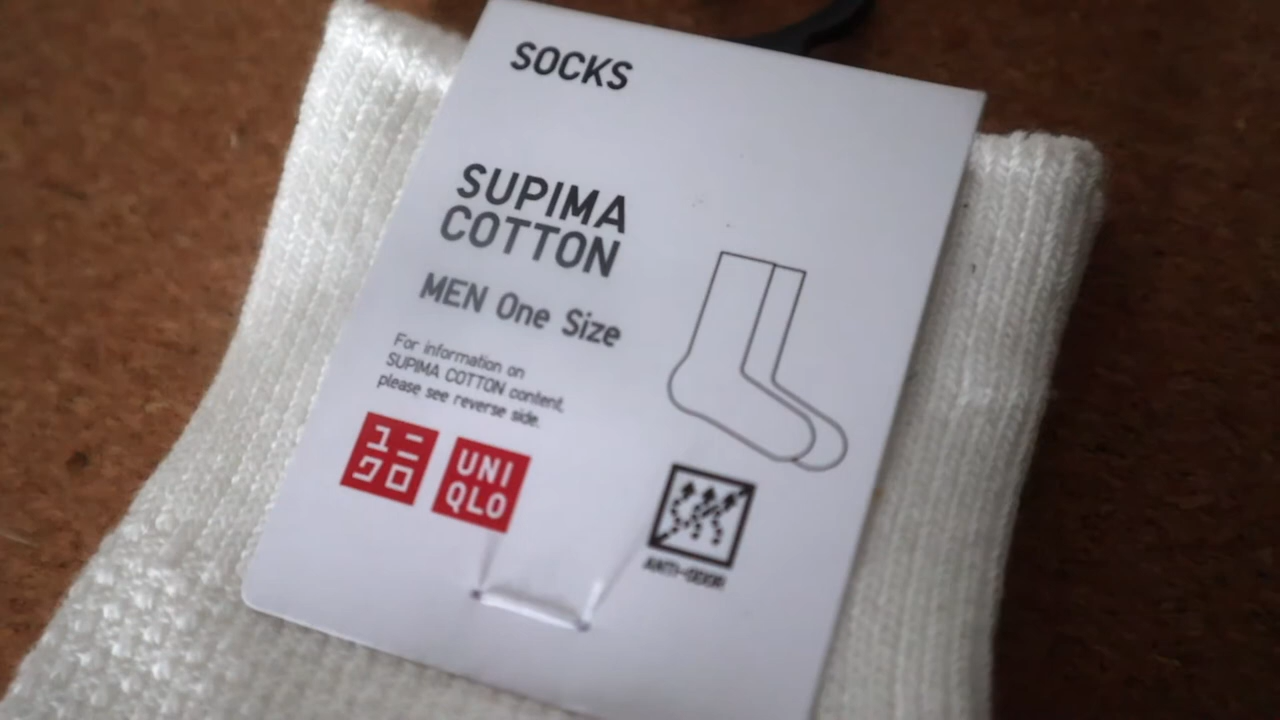 SOCKS
SUPIMA
COTTON
MEN One Size
For information on
SUPIMA COTTON content,
please see reverse side.
ユニ
クロ
UNI
QLO
ANTI-ODOR